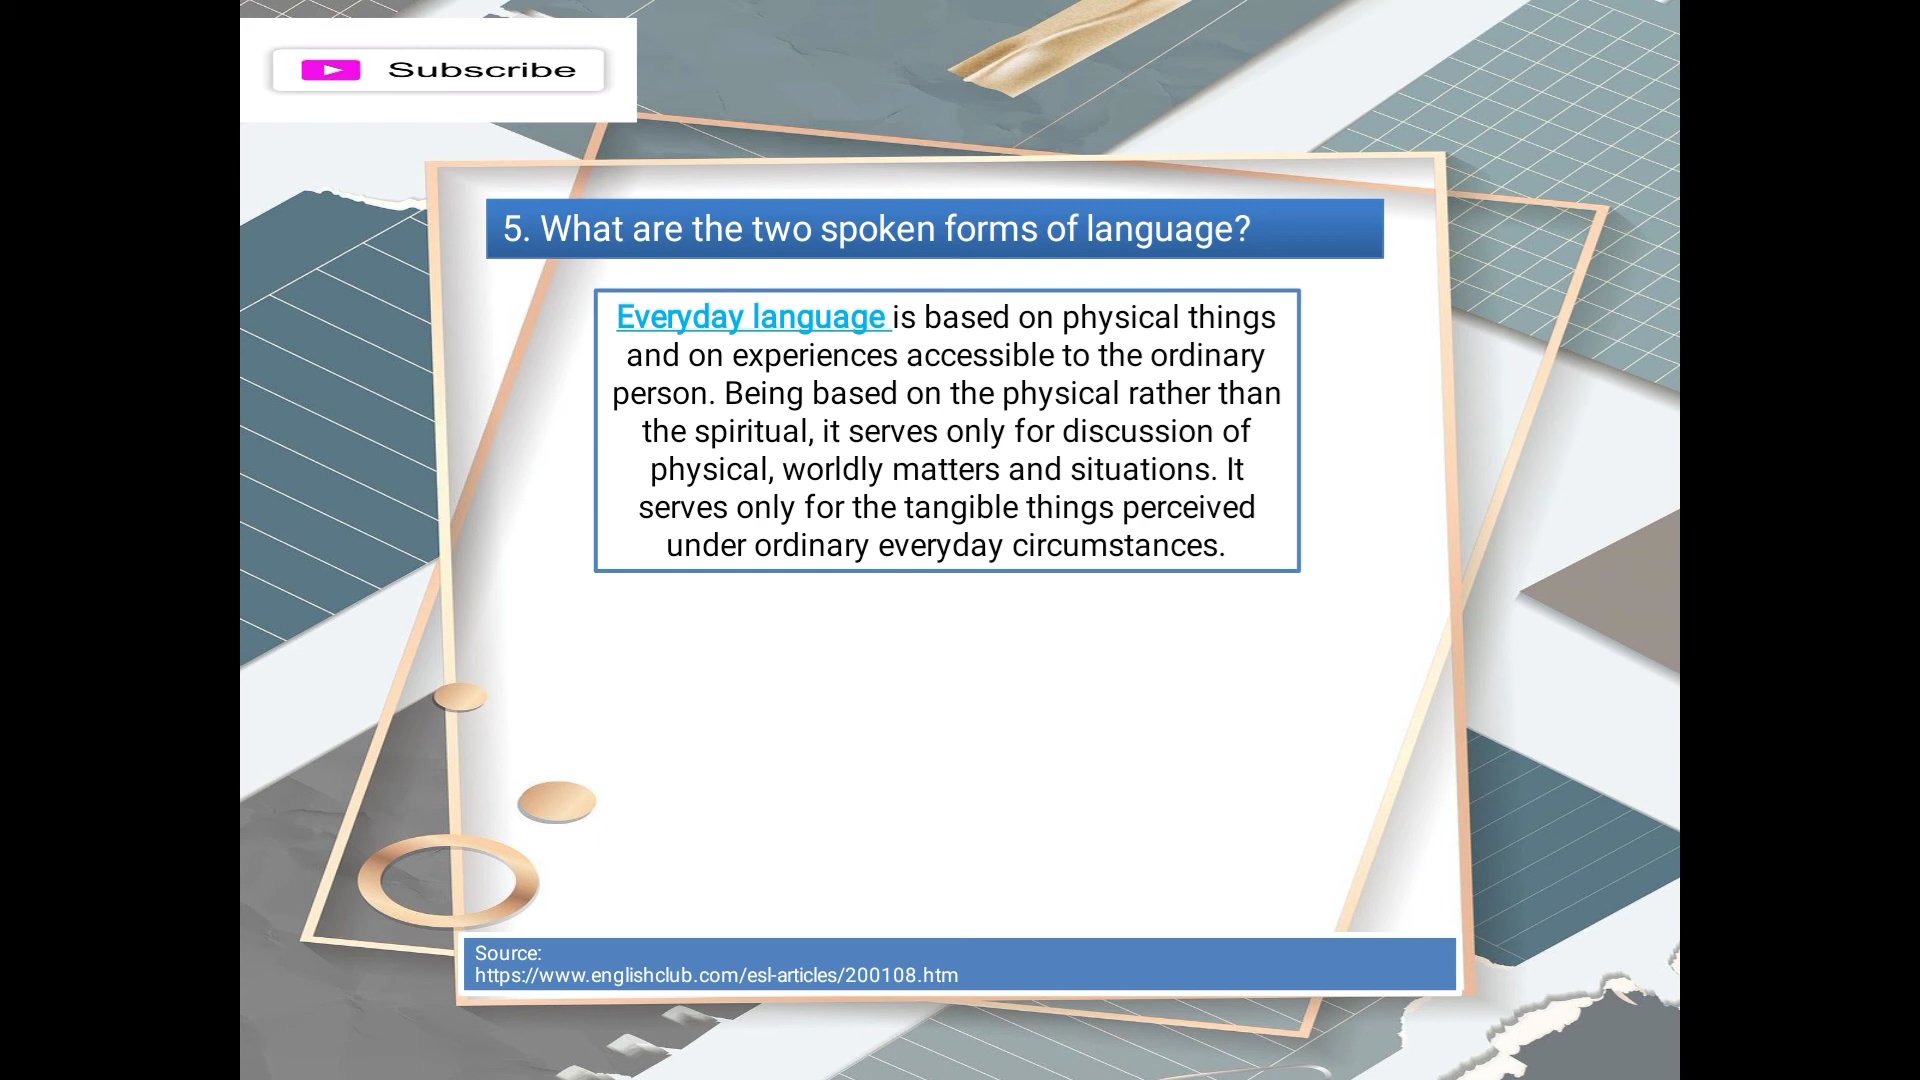 Subscribe
5. What are the two spoken forms of language?
Everyday language is based on physical things
and on experiences accessible to the ordinary
person. Being based on the physical rather than
the spiritual, it serves only for discussion of
physical, worldly matters and situations. It
serves only for the tangible things perceived
under ordinary everyday circumstances.
Source:
https://www.englishclub.com/esl-articles/200108.htm